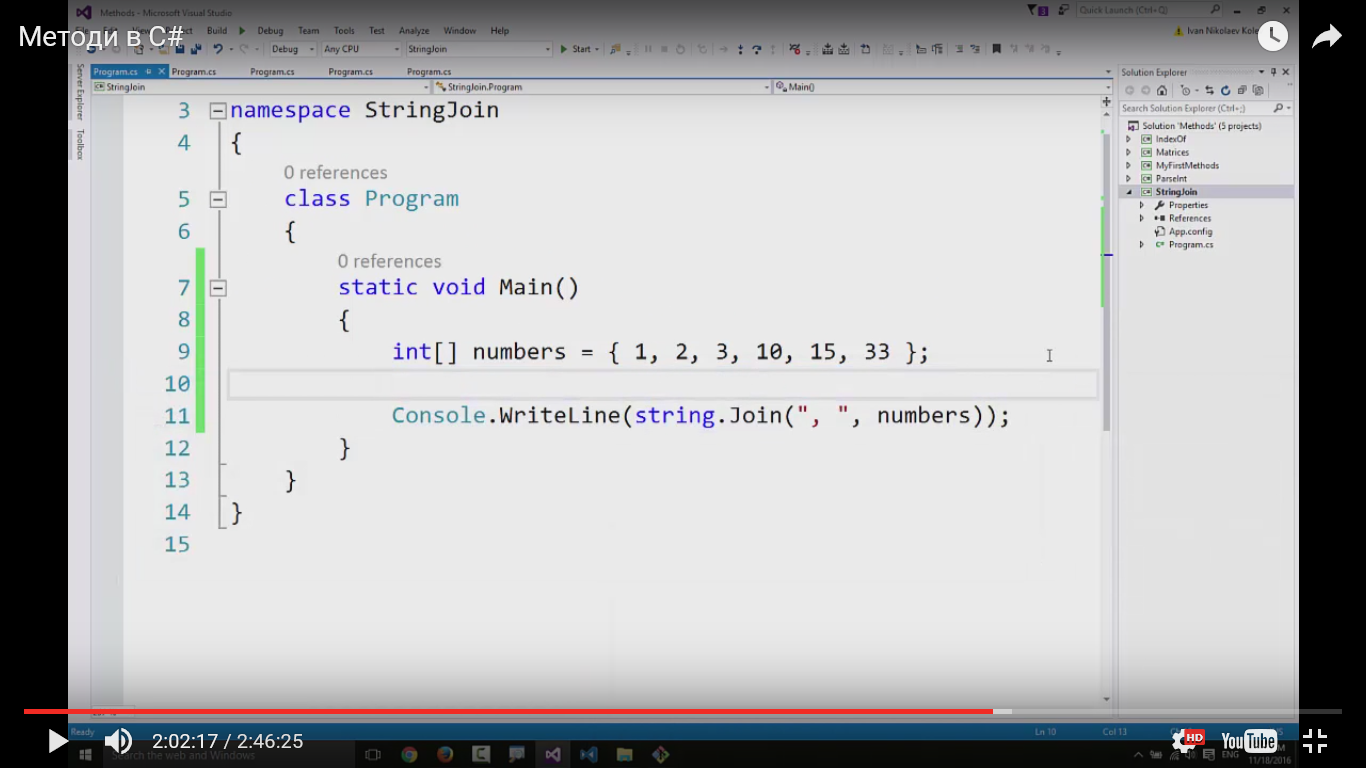 Methods - Microsoft Visual Studio
Quick Launch (Ctrl+Q)
3
Методи в C#
Build Debug Team Tools Test Analyze Window Help
Ivan Nikolaev
Debug Any CPU StringJoin Start
Program.cs Program.cs Program.cs Program.cs Program.cs
StringJoin StringJoin.Program Main()
Server Explorer
Toolbox
3 namespace StringJoin
4 {
0 references
5 class Program
6 {
0 references
7 static void Main()
8 {
9 int[] numbers = { 1, 2, 3, 10, 15, 33 };
10
11 Console.WriteLine(string.Join(", ", numbers));
12 }
13 }
14 }
15
Solution Explorer
Search Solution Explorer (Ctrl+;)
Solution 'Methods' (5 projects)
IndexOf
Matrices
MyFirstMethods
ParseInt
StringJoin
Properties
References
App.config
Program.cs
Ready Ln 10 Col 13
2:02:17 / 2:46:25
HD
YouTube
Search the web and Windows
ENG
11/18/2016